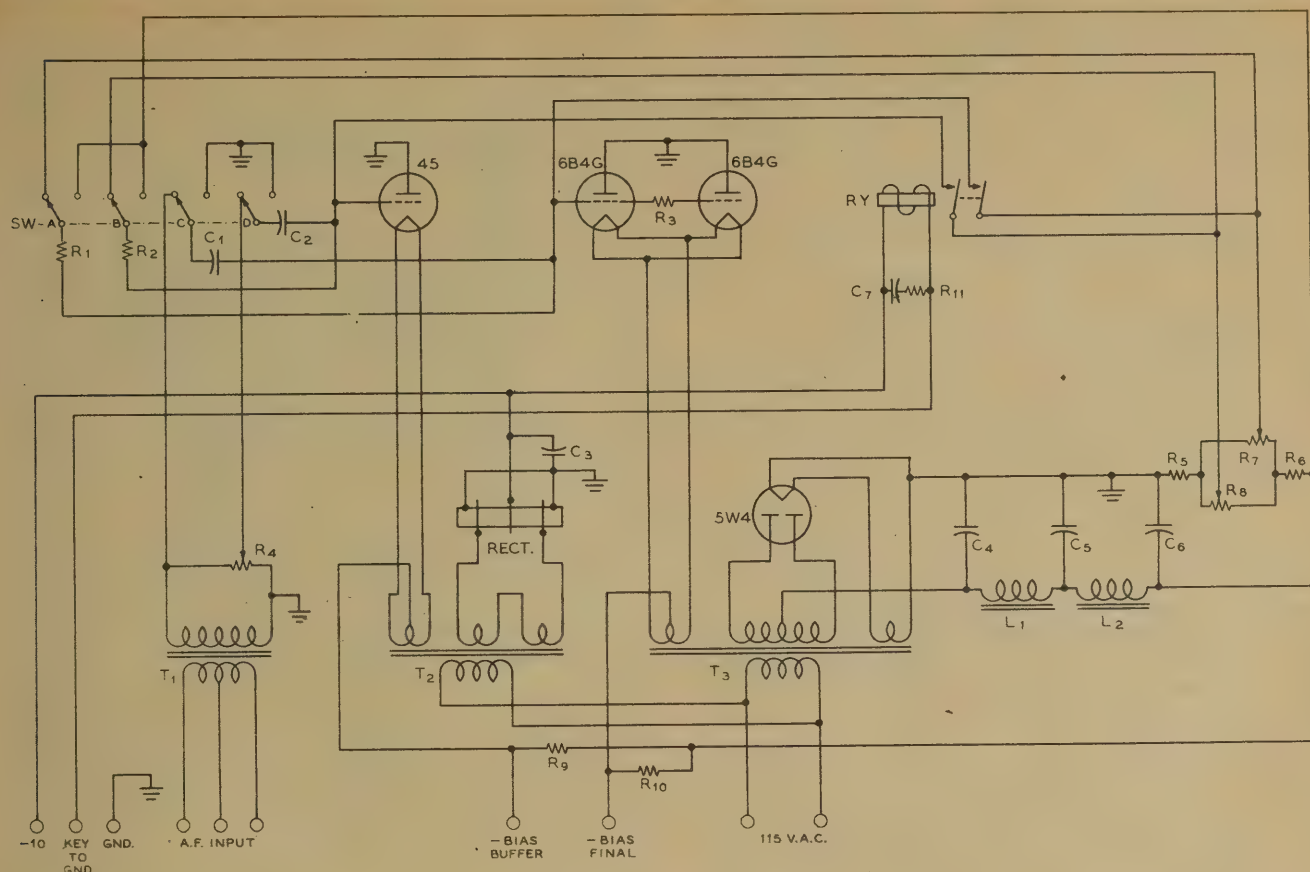 45
6B4G
6B4G
SW-A
B
C
D
C2
R1
R2
C1
R3
RY
C7
R11
C3
R5
R7
R6
R8
R4
RECT.
5W4
C4
C5
C6
L1
L2
T1
T2
T3
R9
R10
-10
KEY
TO
GND
GND.
A.F. INPUT
-BIAS
BUFFER
-BIAS
FINAL
115 V.A.C.